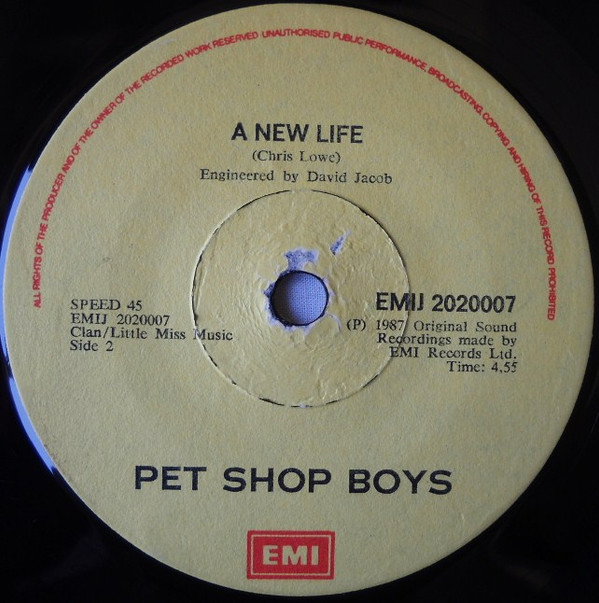 ALL RIGHTS OF THE PRODUCER AND OF THE OWNER OF THE RECORDED WORK RESERVED · UNAUTHORISED PUBLIC PERFORMANCE, BROADCASTING, COPYING, AND HIRING OF THIS RECORD PROHIBITED
A NEW LIFE
(Chris Lowe)
Engineered by David Jacob
SPEED 45
EMIJ 2020007
Clan/Little Miss Music
Side 2
EMIJ 2020007
(P) 1987 Original Sound
Recordings made by
EMI Records Ltd.
Time: 4,55
PET SHOP BOYS
EMI